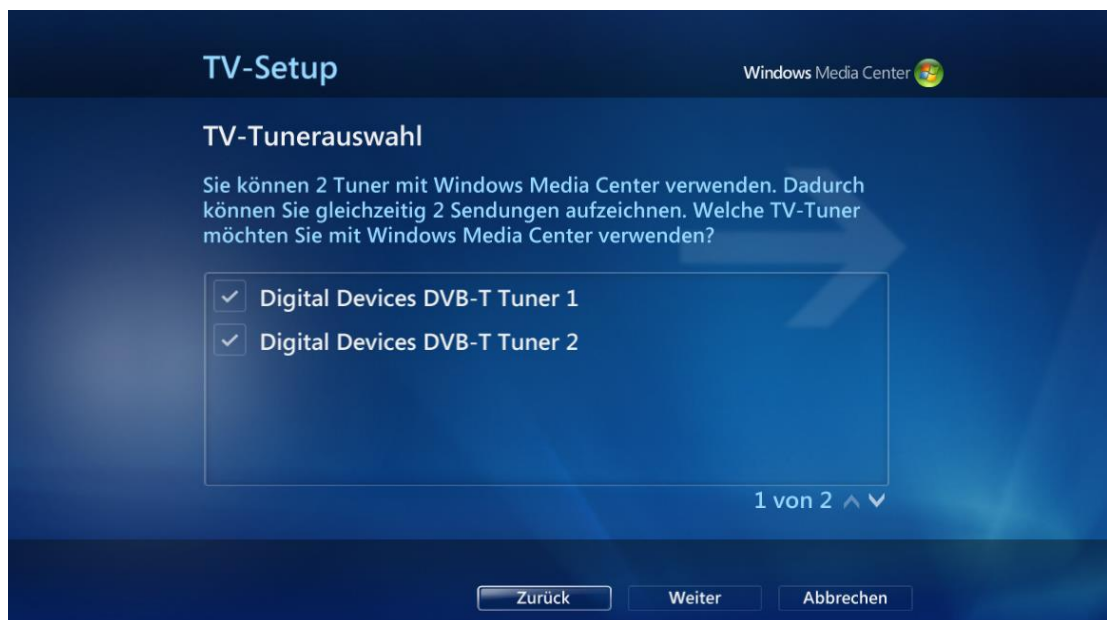 TV-Setup
Windows Media Center
TV-Tunerauswahl
Sie können 2 Tuner mit Windows Media Center verwenden. Dadurch
können Sie gleichzeitig 2 Sendungen aufzeichnen. Welche TV-Tuner
möchten Sie mit Windows Media Center verwenden?
Digital Devices DVB-T Tuner 1
Digital Devices DVB-T Tuner 2
1 von 2
Zurück Weiter Abbrechen